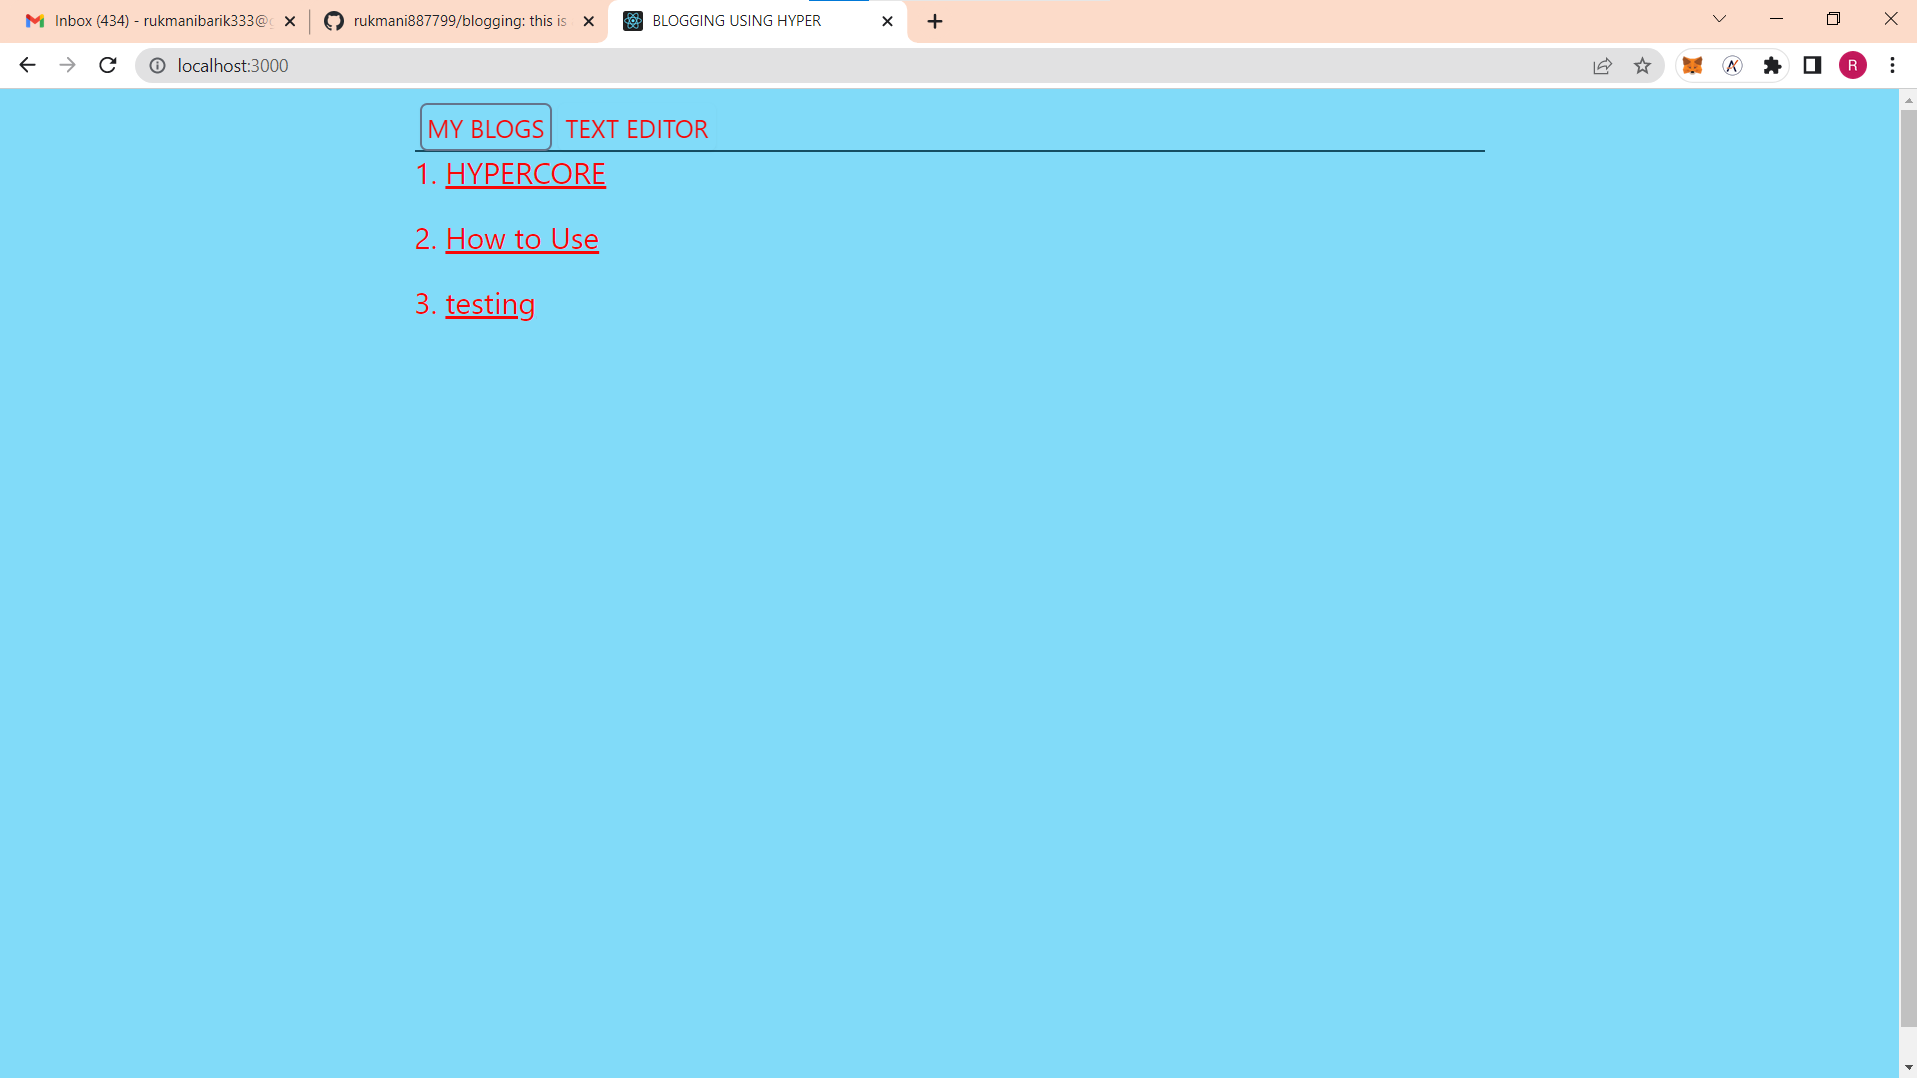 Inbox (434) - rukmanibarik333@
rukmani887799/blogging: this is
BLOGGING USING HYPER
localhost:3000
R
MY BLOGS TEXT EDITOR
1. HYPERCORE
2. How to Use
3. testing